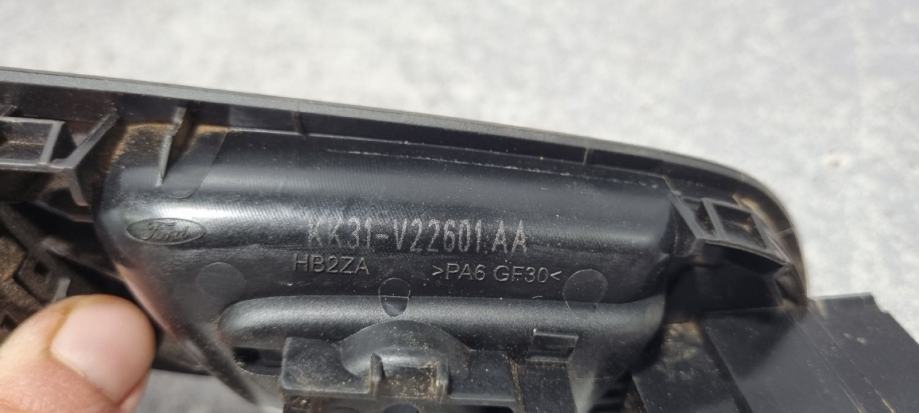 Ford
KK31-V22601 AA
HB2ZA >PA6 GF30<